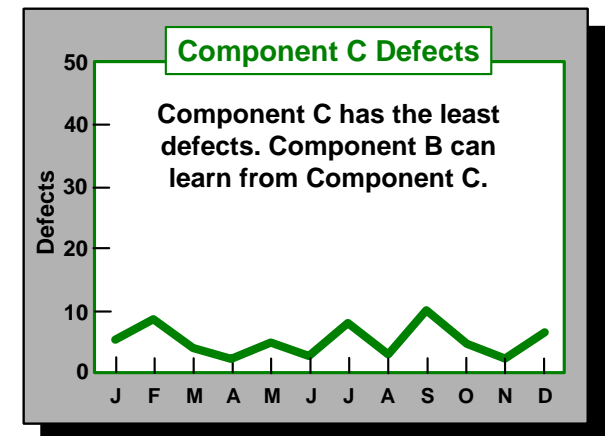 Component C Defects
Component C has the least
defects. Component B can
learn from Component C.
Defects
50
40
30
20
10
0
J F M A M J J A S O N D